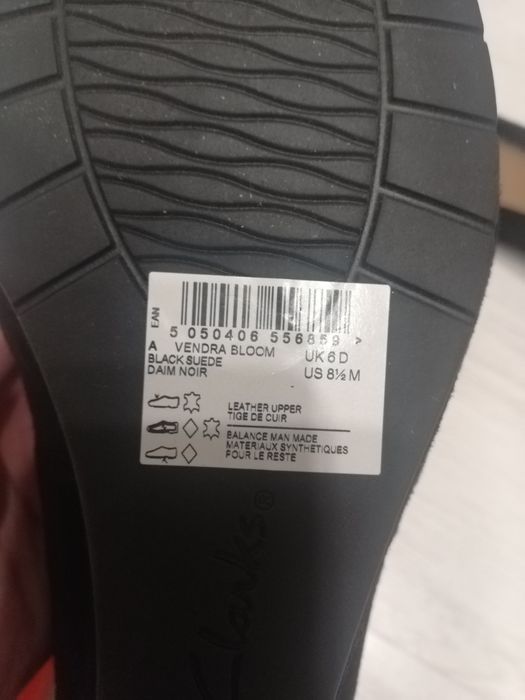 EAN
5 050406 556859 >
A VENDRA BLOOM UK 6 D
BLACK SUEDE US 8½ M
DAIM NOIR
LEATHER UPPER
TIGE DE CUIR
BALANCE MAN MADE
MATERIAUX SYNTHETIQUES
POUR LE RESTE
Clarks®